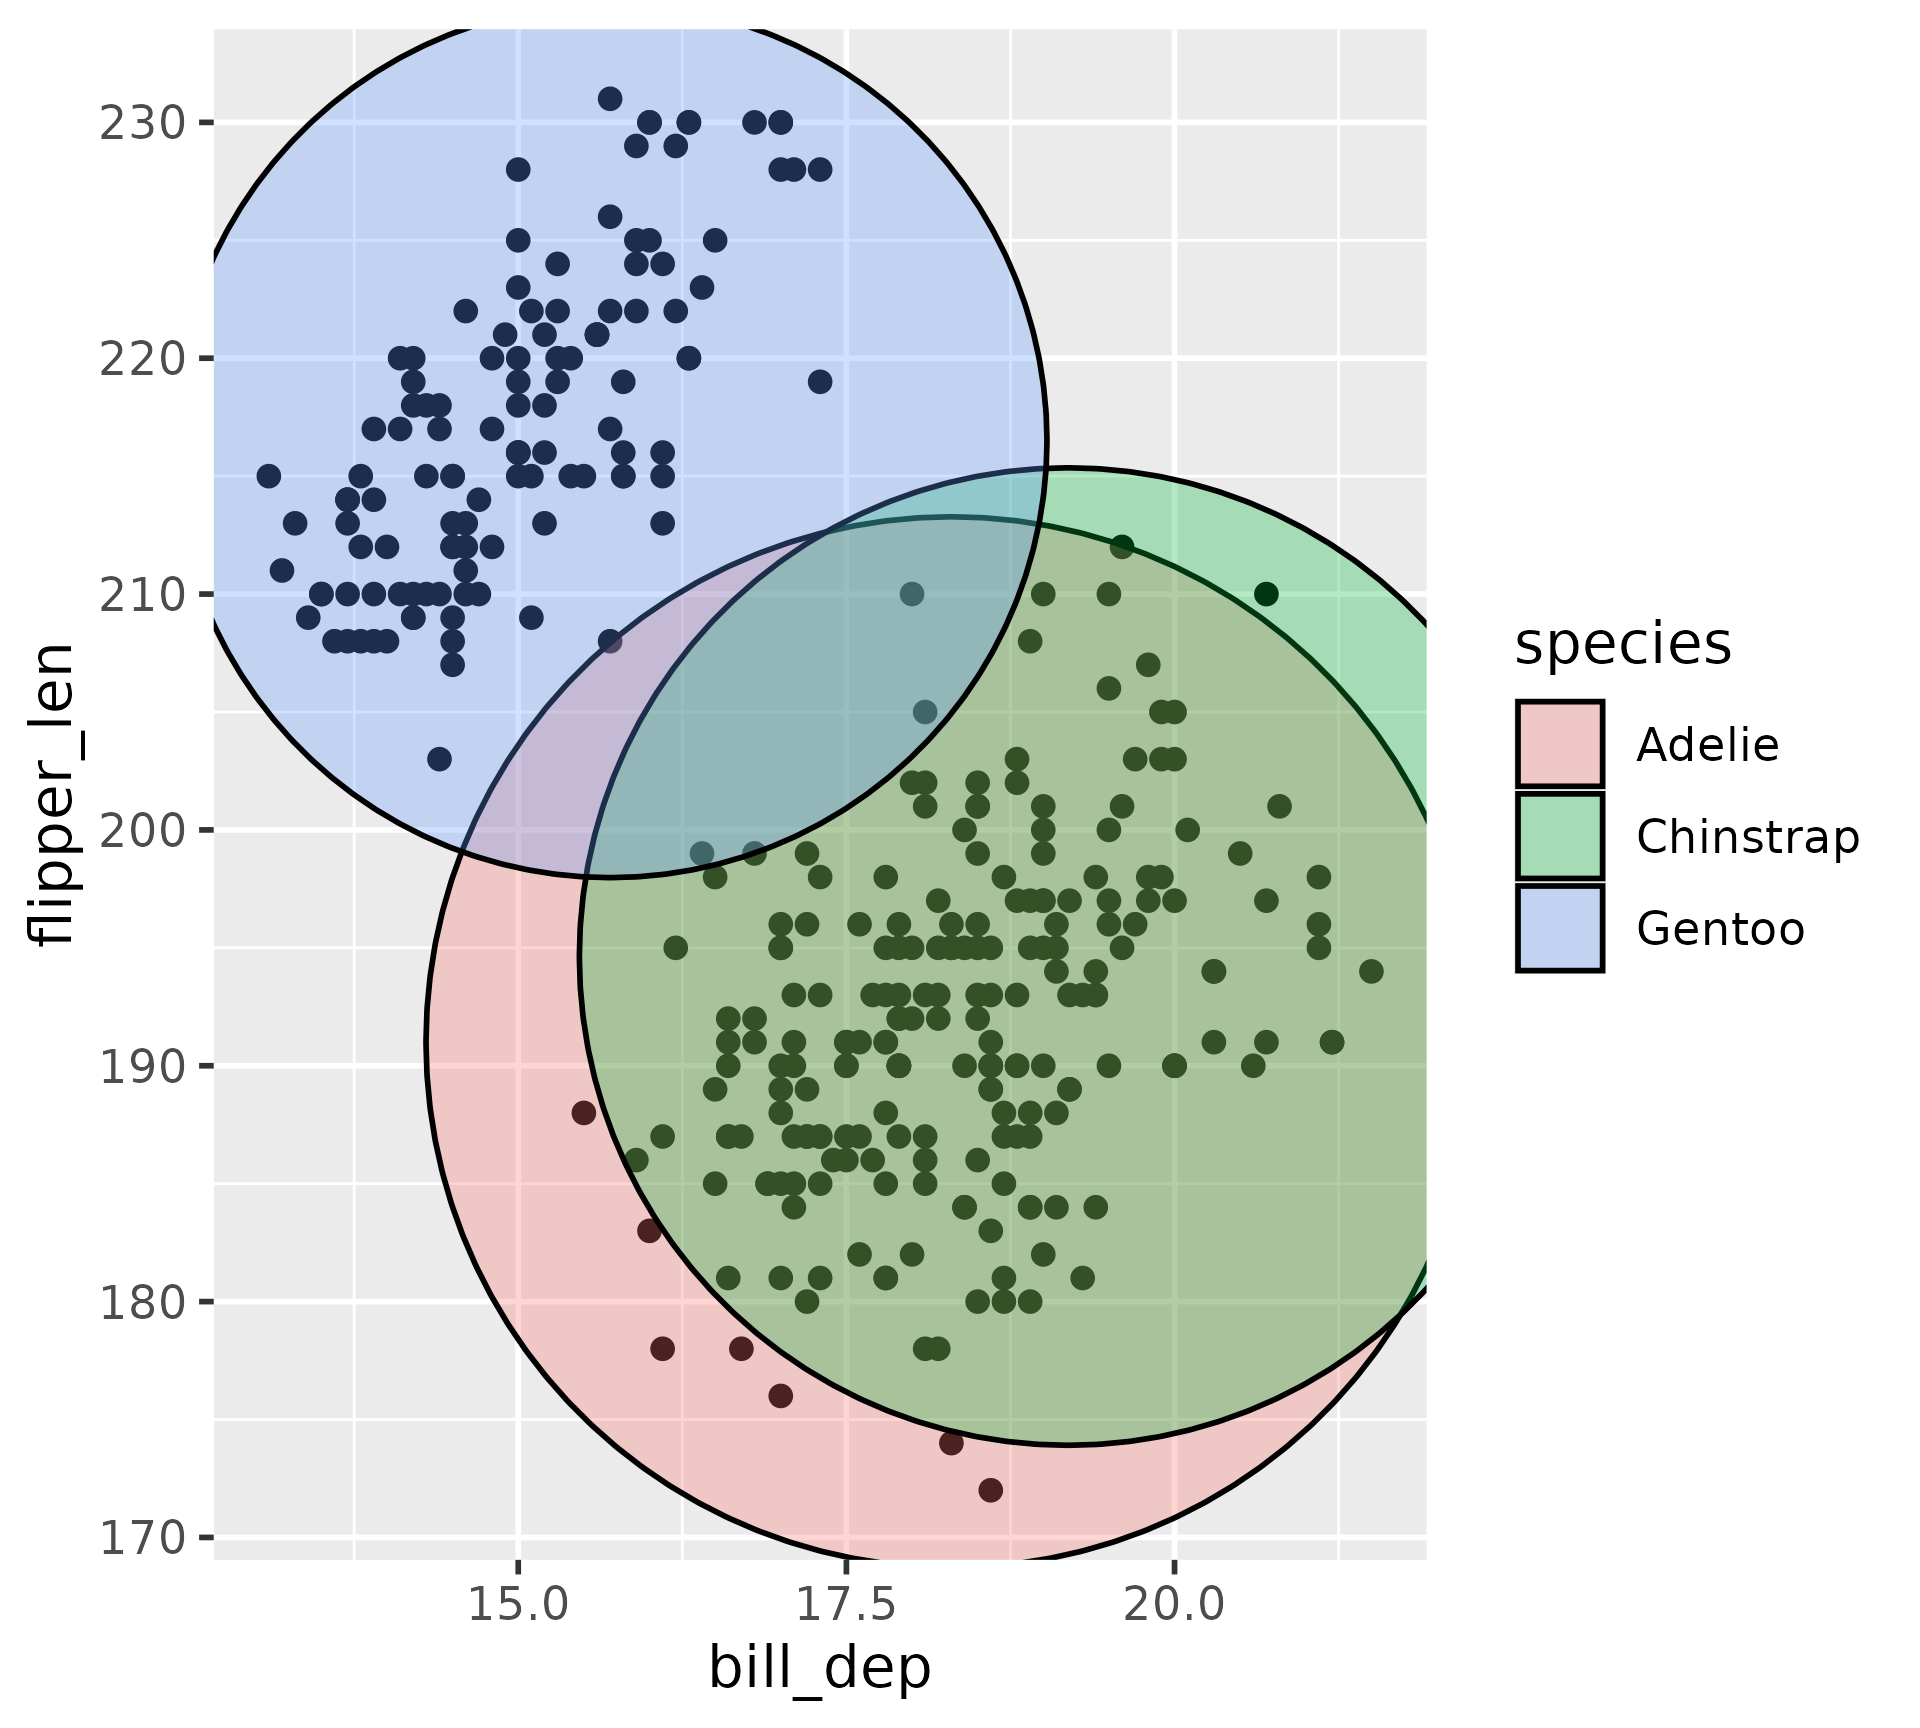 230
220
210
200
190
180
170
flipper_len
15.0 17.5 20.0
bill_dep
species
Adelie
Chinstrap
Gentoo